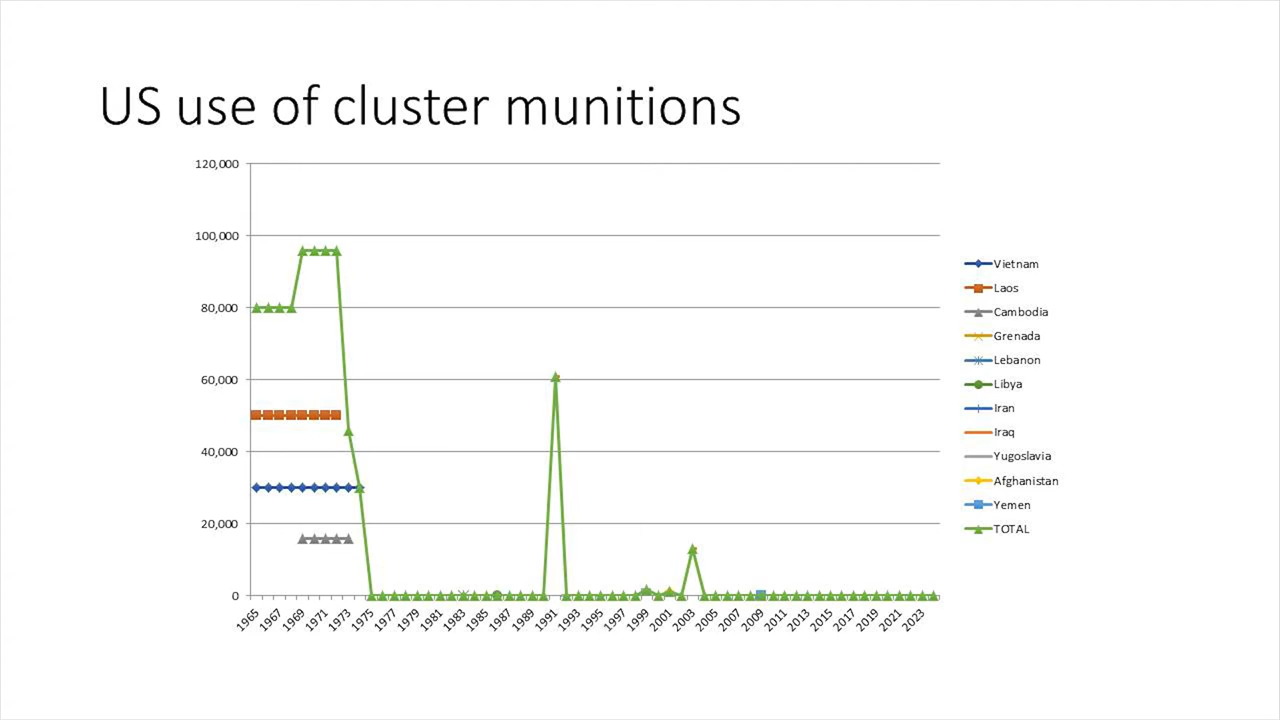 US use of cluster munitions
120,000
100,000
80,000
60,000
40,000
20,000
0
1965 1967 1969 1971 1973 1975 1977 1979 1981 1983 1985 1987 1989 1991 1993 1995 1997 1999 2001 2003 2005 2007 2009 2011 2013 2015 2017 2019 2021 2023
Vietnam
Laos
Cambodia
Grenada
Lebanon
Libya
Iran
Iraq
Yugoslavia
Afghanistan
Yemen
TOTAL